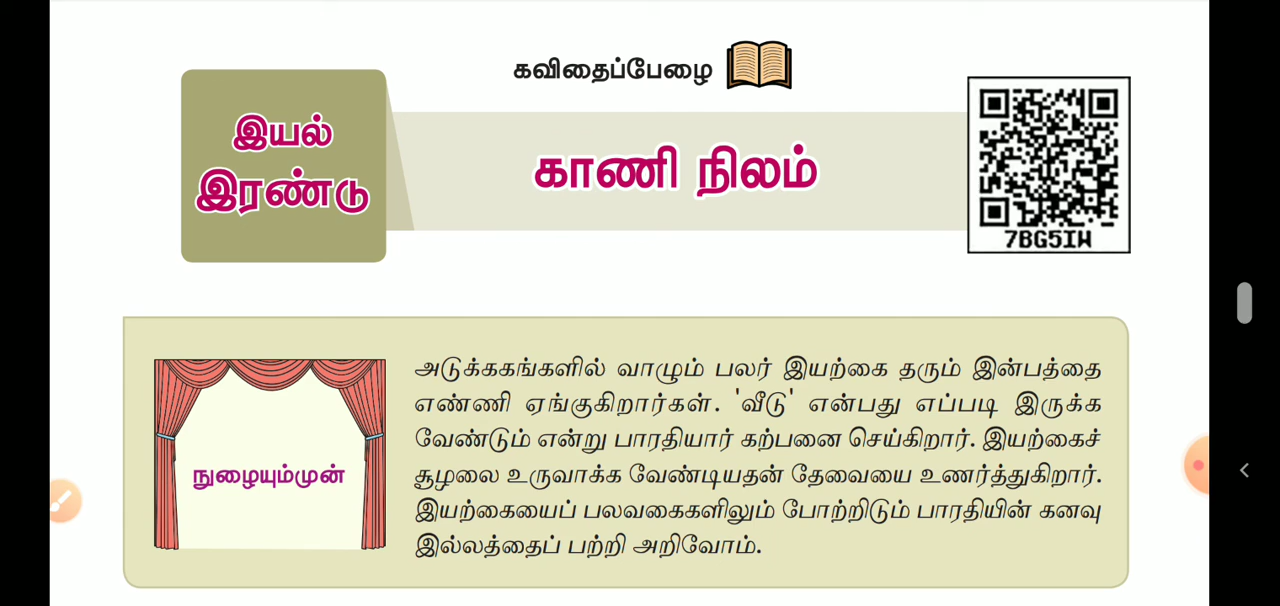 கவிதைப்பேழை
இயல்
இரண்டு
காணி நிலம்
7BG5IW
அடுக்ககங்களில் வாழும் பலர் இயற்கை தரும் இன்பத்தை
எண்ணி ஏங்குகிறார்கள். 'வீடு' என்பது எப்படி இருக்க
வேண்டும் என்று பாரதியார் கற்பனை செய்கிறார். இயற்கைச்
சூழலை உருவாக்க வேண்டியதன் தேவையை உணர்த்துகிறார்.
இயற்கையைப் பலவகைகளிலும் போற்றிடும் பாரதியின் கனவு
இல்லத்தைப் பற்றி அறிவோம்.
நுழையும்முன்